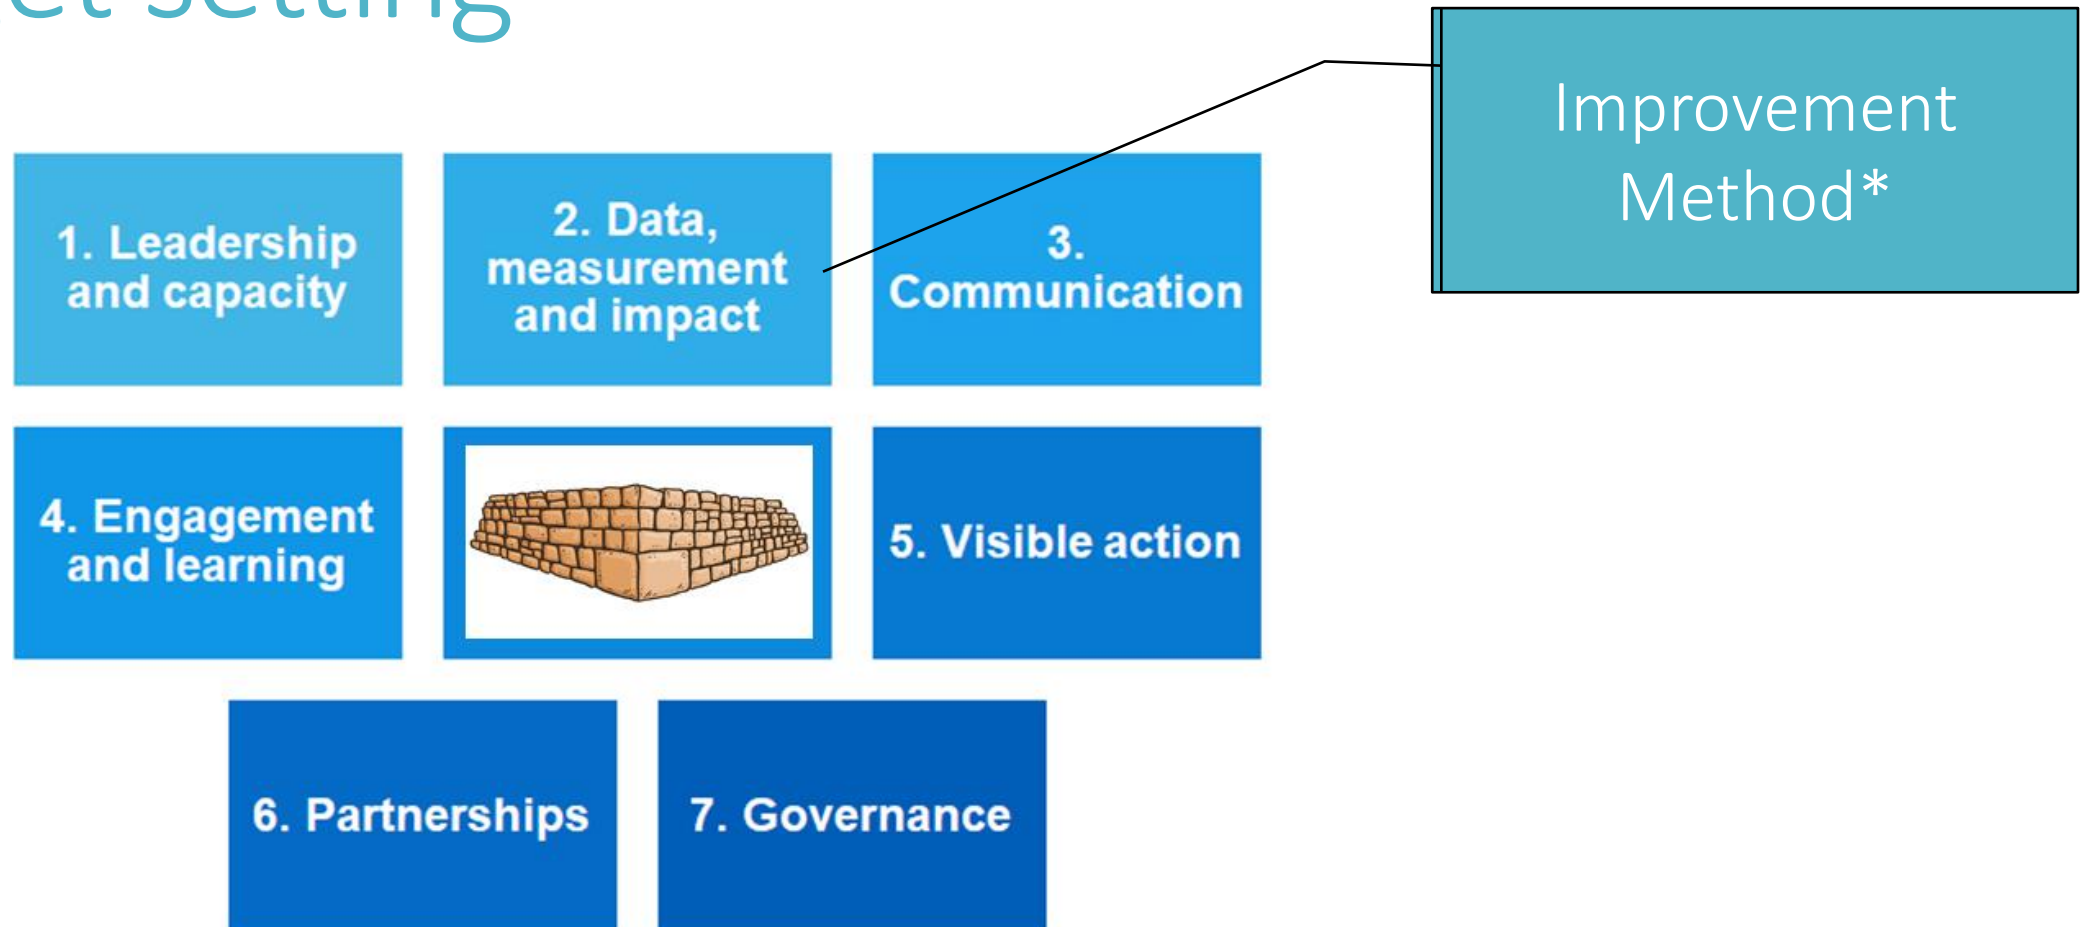 setting
Improvement
Method*
1. Leadership
and capacity
2. Data,
measurement
and impact
3.
Communication
4. Engagement
and learning
5. Visible action
6. Partnerships
7. Governance